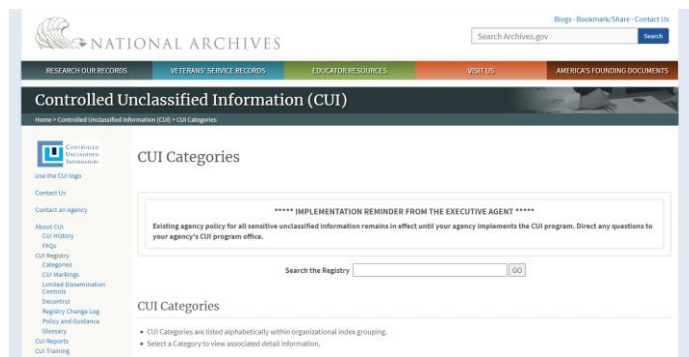 Blogs · Bookmark/Share · Contact Us
NATIONAL ARCHIVES
Search Archives.gov
Search
RESEARCH OUR RECORDS
VETERANS' SERVICE RECORDS
EDUCATOR RESOURCES
VISIT US
AMERICA'S FOUNDING DOCUMENTS
Controlled Unclassified Information (CUI)
Home > Controlled Unclassified Information (CUI) > CUI Categories
CONTROLLED
UNCLASSIFIED
INFORMATION
Use the CUI logo
Contact Us
Contact an Agency
About CUI
CUI History
FAQs
CUI Registry
Categories
CUI Markings
Limited Dissemination
Controls
Decontrol
Registry Change Log
Policy and Guidance
Glossary
CUI Reports
CUI Training
CUI Categories
***** IMPLEMENTATION REMINDER FROM THE EXECUTIVE AGENT *****
Existing agency policy for all sensitive unclassified information remains in effect until your agency implements the CUI program. Direct any questions to
your agency's CUI program office.
Search the Registry
GO
CUI Categories
• CUI Categories are listed alphabetically within organizational index grouping.
• Select a Category to view associated detail information.